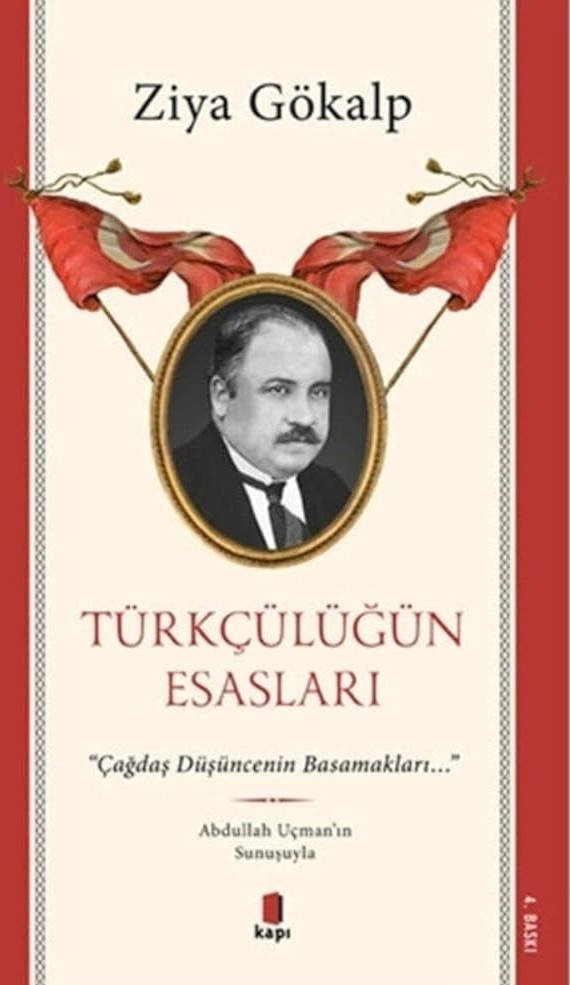 Ziya Gökalp
TÜRKÇÜLÜĞÜN
ESASLARI
“Çağdaş Düşüncenin Basamakları...”
Abdullah Uçman'ın
Sunuşuyla
kapı
4. BASKI